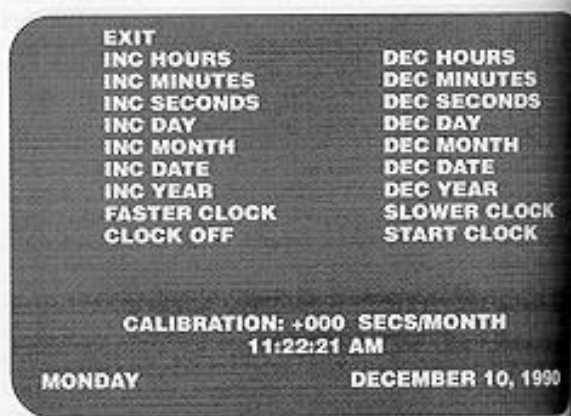 EXIT
INC HOURS DEC HOURS
INC MINUTES DEC MINUTES
INC SECONDS DEC SECONDS
INC DAY DEC DAY
INC MONTH DEC MONTH
INC DATE DEC DATE
INC YEAR DEC YEAR
FASTER CLOCK SLOWER CLOCK
CLOCK OFF START CLOCK
CALIBRATION: +000 SECS/MONTH
11:22:21 AM
MONDAY DECEMBER 10, 1990